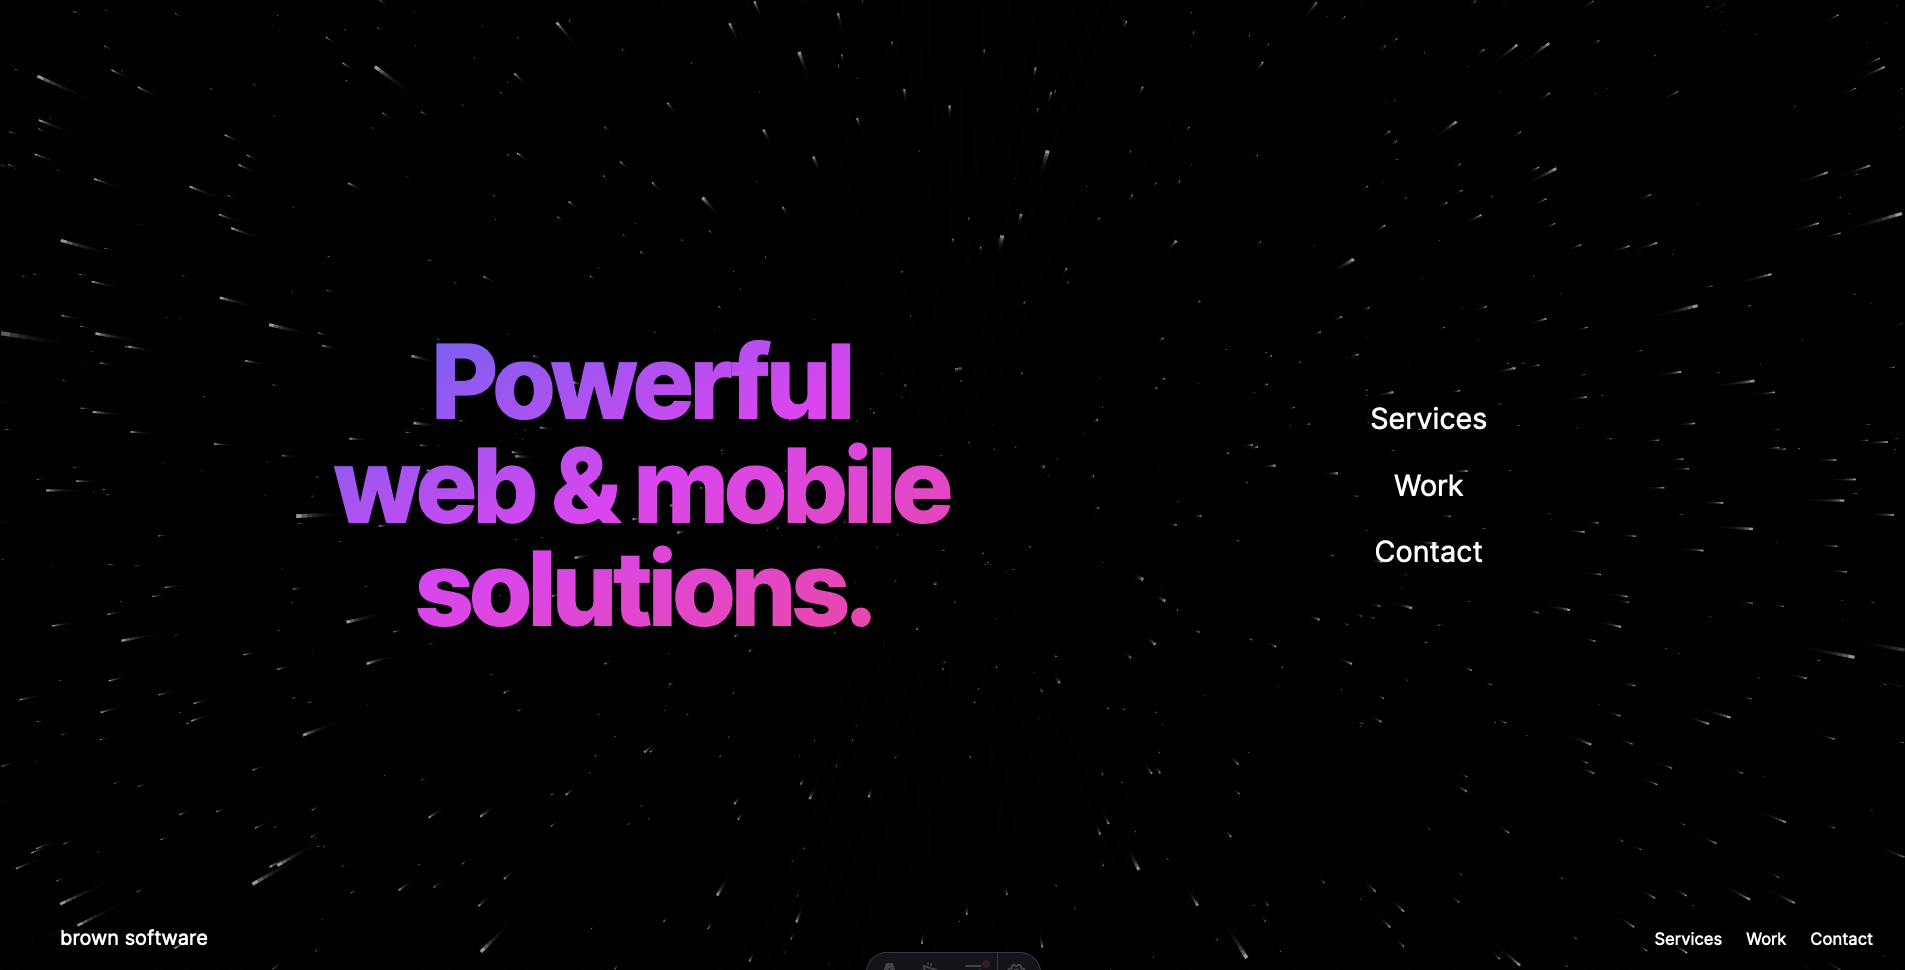 Powerful
web & mobile
solutions.
Services
Work
Contact
brown software
Services Work Contact